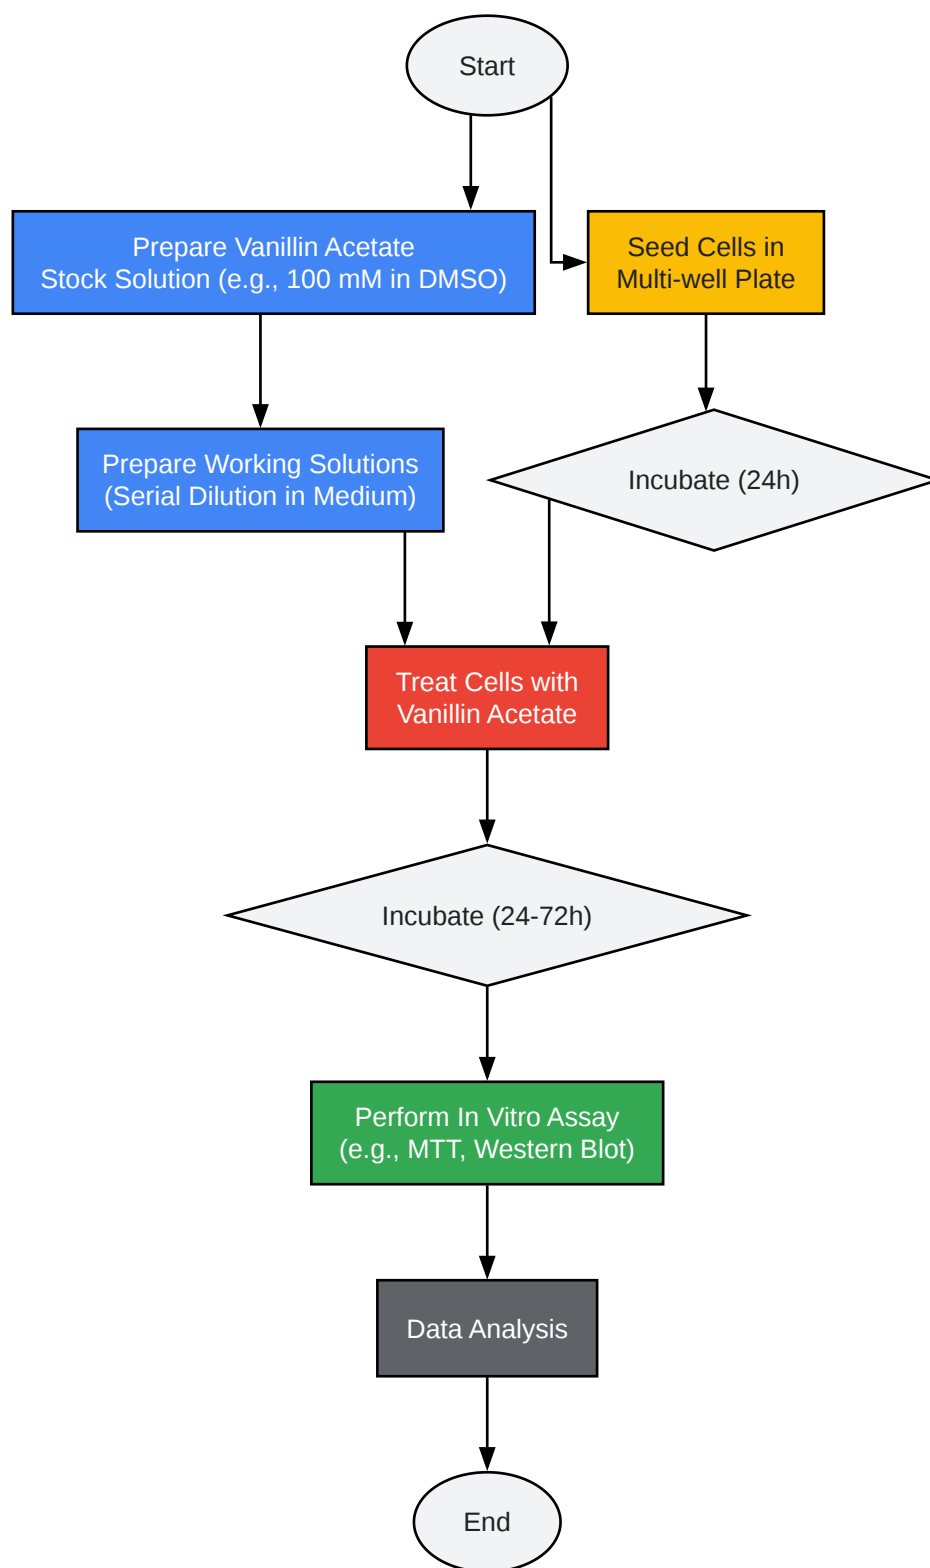 Start
Prepare Vanillin Acetate
Stock Solution (e.g., 100 mM in DMSO)
Seed Cells in
Multi-well Plate
Prepare Working Solutions
(Serial Dilution in Medium)
Incubate (24h)
Treat Cells with
Vanillin Acetate
Incubate (24-72h)
Perform In Vitro Assay
(e.g., MTT, Western Blot)
Data Analysis
End